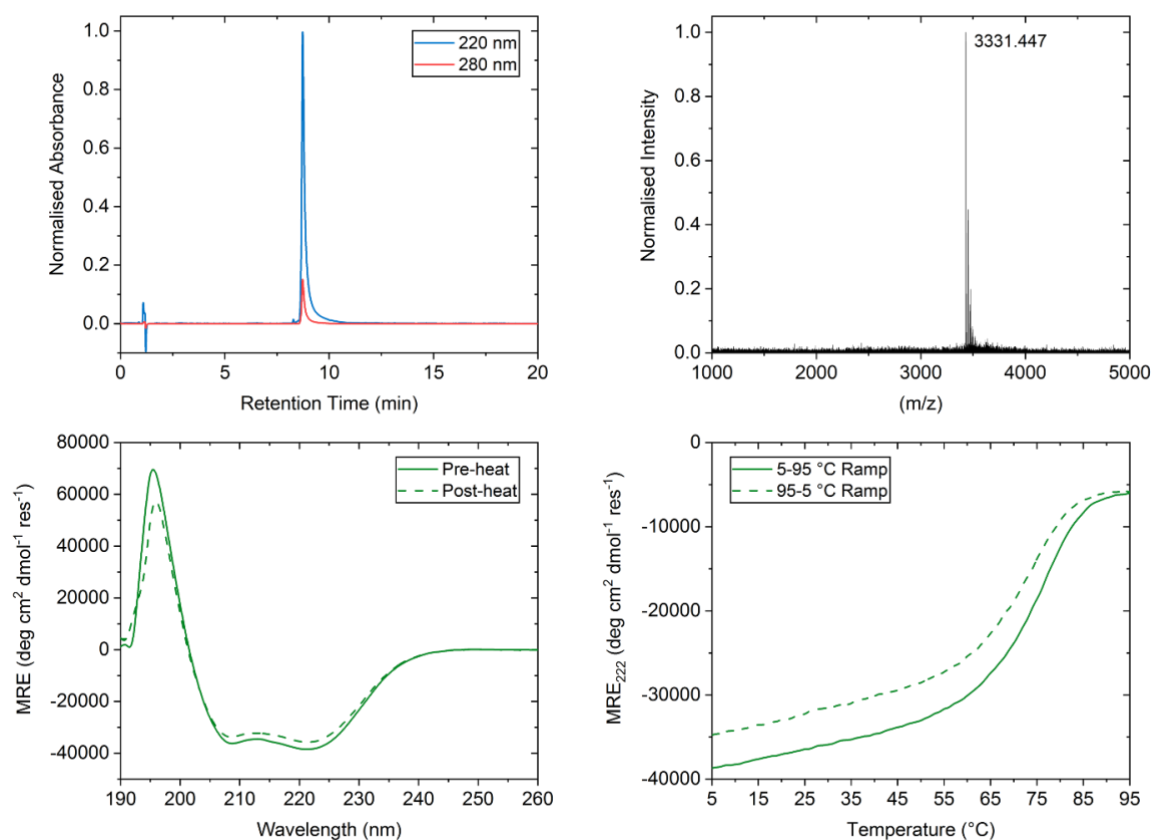 1.0
0.8
0.6
0.4
0.2
0.0
Normalised Absorbance
220 nm
280 nm
0 5 10 15 20
Retention Time (min)
1.0
0.8
0.6
0.4
0.2
0.0
Normalised Intensity
3331.447
1000 2000 3000 4000 5000
(m/z)
80000
60000
40000
20000
0
-20000
-40000
-50000
MRE (deg cm² dmol⁻¹ res⁻¹)
Pre-heat
Post-heat
190 200 210 220 230 240 250 260
Wavelength (nm)
0
-10000
-20000
-30000
-40000
MRE₂₂₂ (deg cm² dmol⁻¹ res⁻¹)
5-95 °C Ramp
95-5 °C Ramp
5 15 25 35 45 55 65 75 85 95
Temperature (°C)